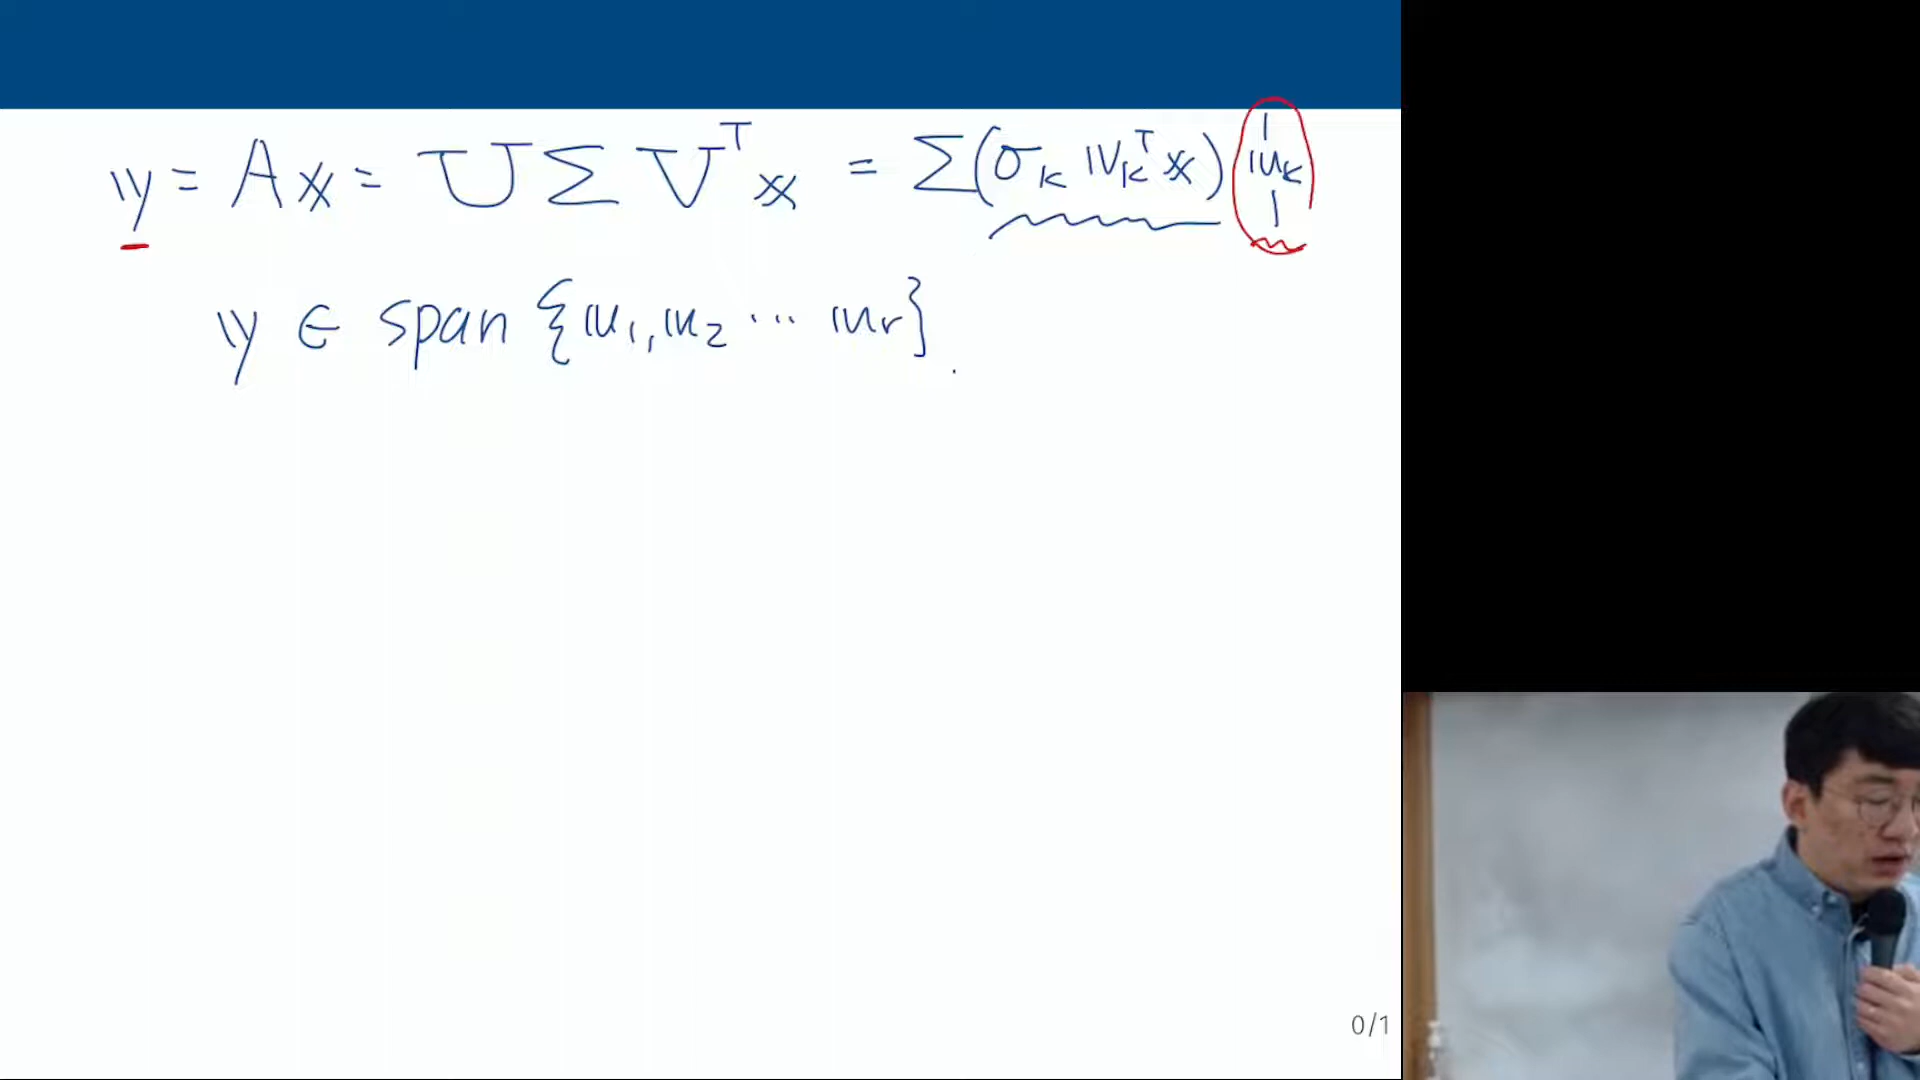 𝕪 = A𝕩 = UΣV^T 𝕩 = Σ(σ_k 𝕧_k^T 𝕩) 𝕦_k
𝕪 ∈ span {𝕦_1, 𝕦_2 ⋯ 𝕦_r}.
0/1